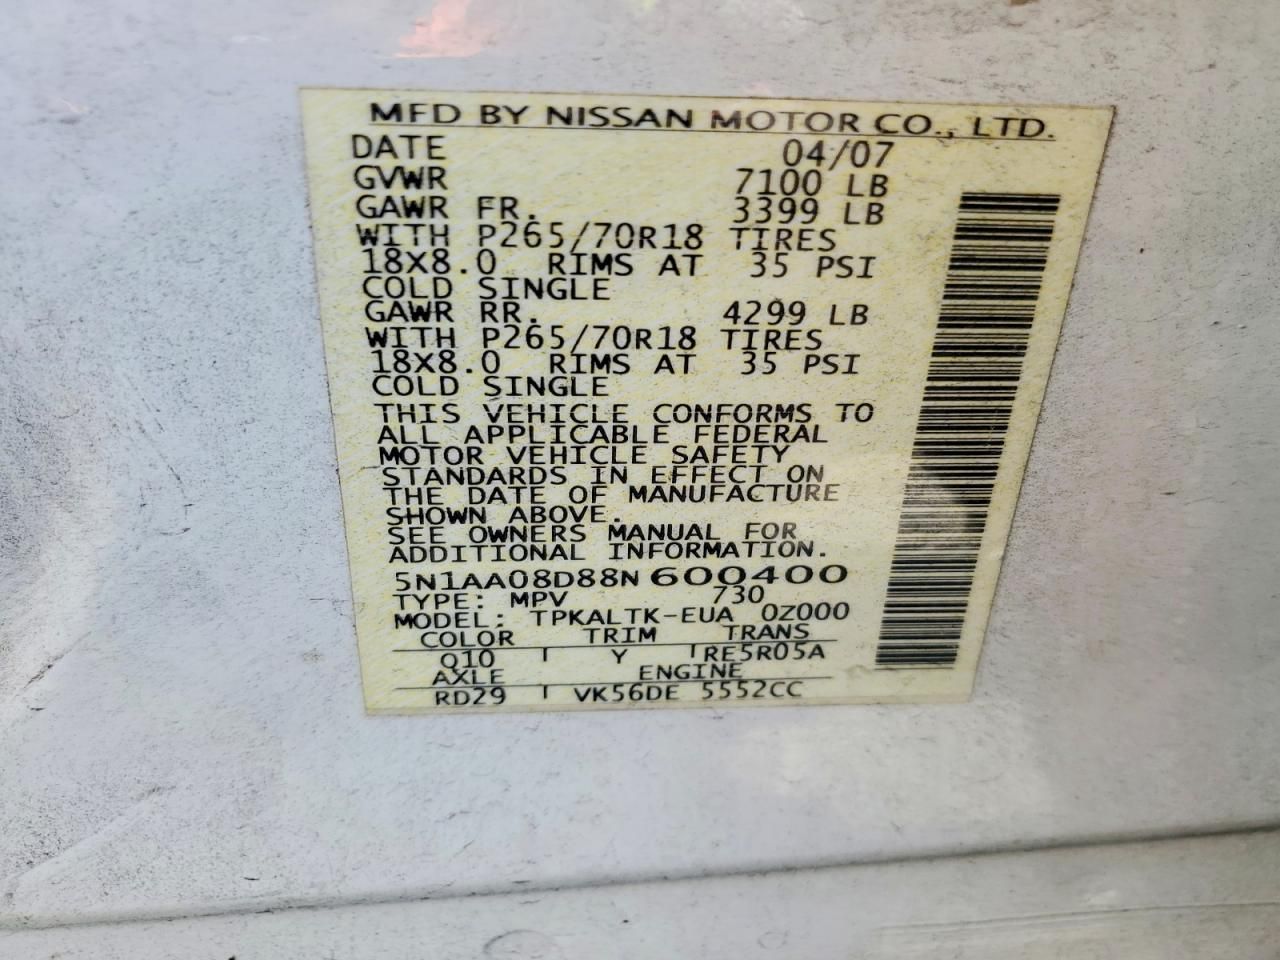 MFD BY NISSAN MOTOR CO., LTD.
DATE 04/07
GVWR 7100 LB
GAWR FR. 3399 LB
WITH P265/70R18 TIRES
18X8.0 RIMS AT 35 PSI
COLD SINGLE
GAWR RR. 4299 LB
WITH P265/70R18 TIRES
18X8.0 RIMS AT 35 PSI
COLD SINGLE
THIS VEHICLE CONFORMS TO
ALL APPLICABLE FEDERAL
MOTOR VEHICLE SAFETY
STANDARDS IN EFFECT ON
THE DATE OF MANUFACTURE
SHOWN ABOVE.
SEE OWNERS MANUAL FOR
ADDITIONAL INFORMATION.
5N1AA08D88N600400
TYPE: MPV 730
MODEL: TPKALTK-EUA 0Z000
COLOR TRIM TRANS
Q10 Y RE5R05A
AXLE ENGINE
RD29 VK56DE 5552CC